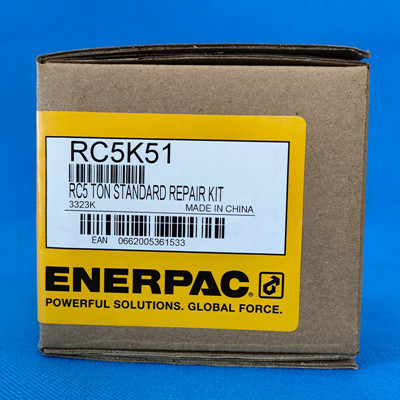 RC5K51
RC5 TON STANDARD REPAIR KIT
3323K MADE IN CHINA
EAN 0662005361533
ENERPAC
POWERFUL SOLUTIONS. GLOBAL FORCE.